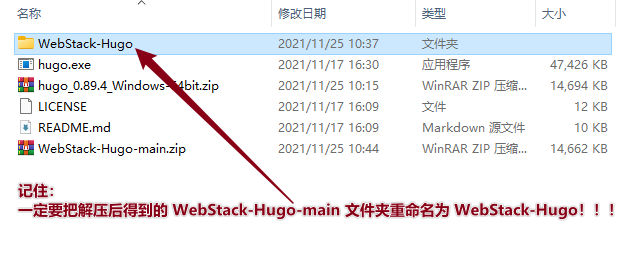 名称 修改日期 类型 大小
WebStack-Hugo 2021/11/25 10:37 文件夹
hugo.exe 2021/11/17 16:30 应用程序 47,426 KB
hugo_0.89.4_Windows-64bit.zip 2021/11/25 10:15 WinRAR ZIP 压缩... 14,694 KB
LICENSE 2021/11/17 16:09 文件 12 KB
README.md 2021/11/17 16:09 Markdown 源文件 10 KB
WebStack-Hugo-main.zip 2021/11/25 10:44 WinRAR ZIP 压缩... 14,662 KB
记住：
一定要把解压后得到的 WebStack-Hugo-main 文件夹重命名为 WebStack-Hugo！！！